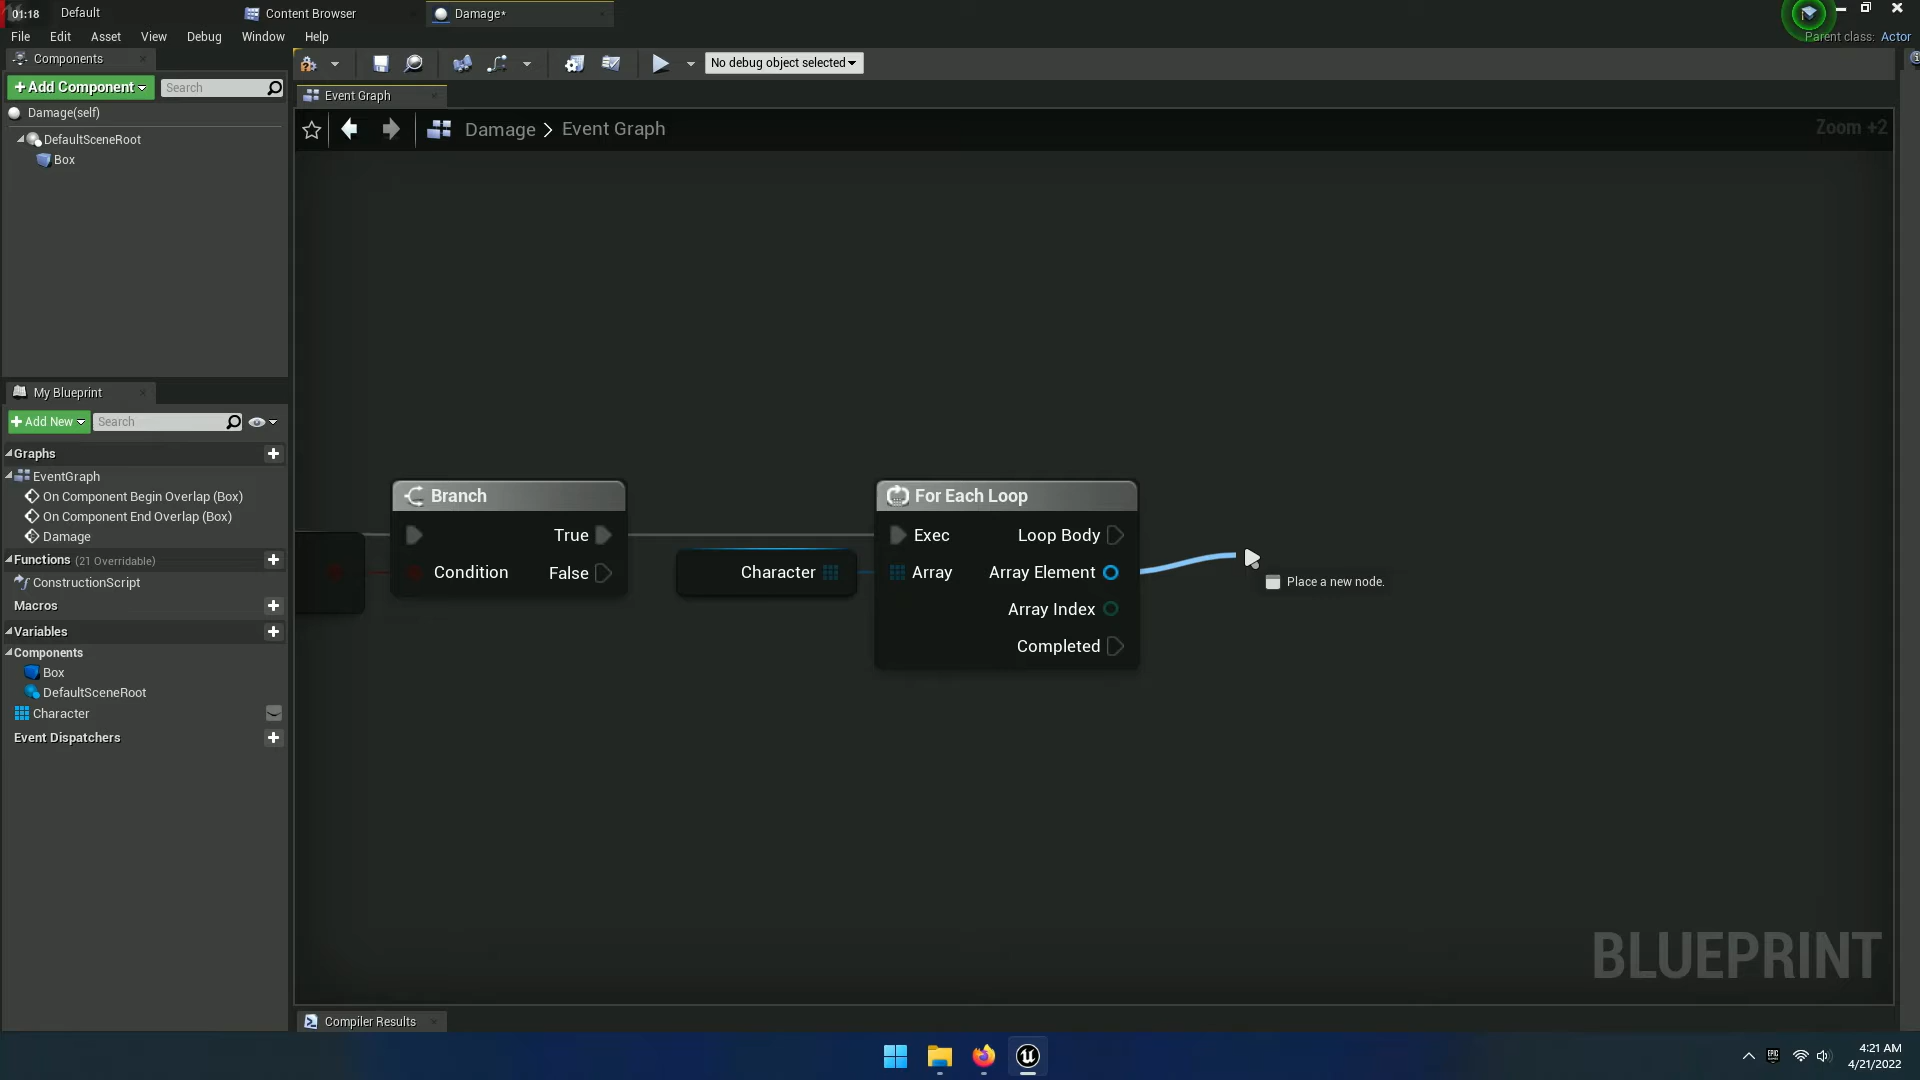 01:18
Default
Content Browser
Damage*
File Edit Asset View Debug Window Help
Parent class: Actor
Components
+ Add Component
Search
Damage(self)
DefaultSceneRoot
Box
No debug object selected
Event Graph
Damage > Event Graph
Zoom +2
My Blueprint
+ Add New
Search
Graphs
EventGraph
On Component Begin Overlap (Box)
On Component End Overlap (Box)
Damage
Functions (21 Overridable)
ConstructionScript
Macros
Variables
Components
Box
DefaultSceneRoot
Character
Event Dispatchers
Branch
True
Condition
False
Character
For Each Loop
Exec
Loop Body
Array
Array Element
Array Index
Completed
Place a new node.
BLUEPRINT
Compiler Results
4:21 AM
4/21/2022